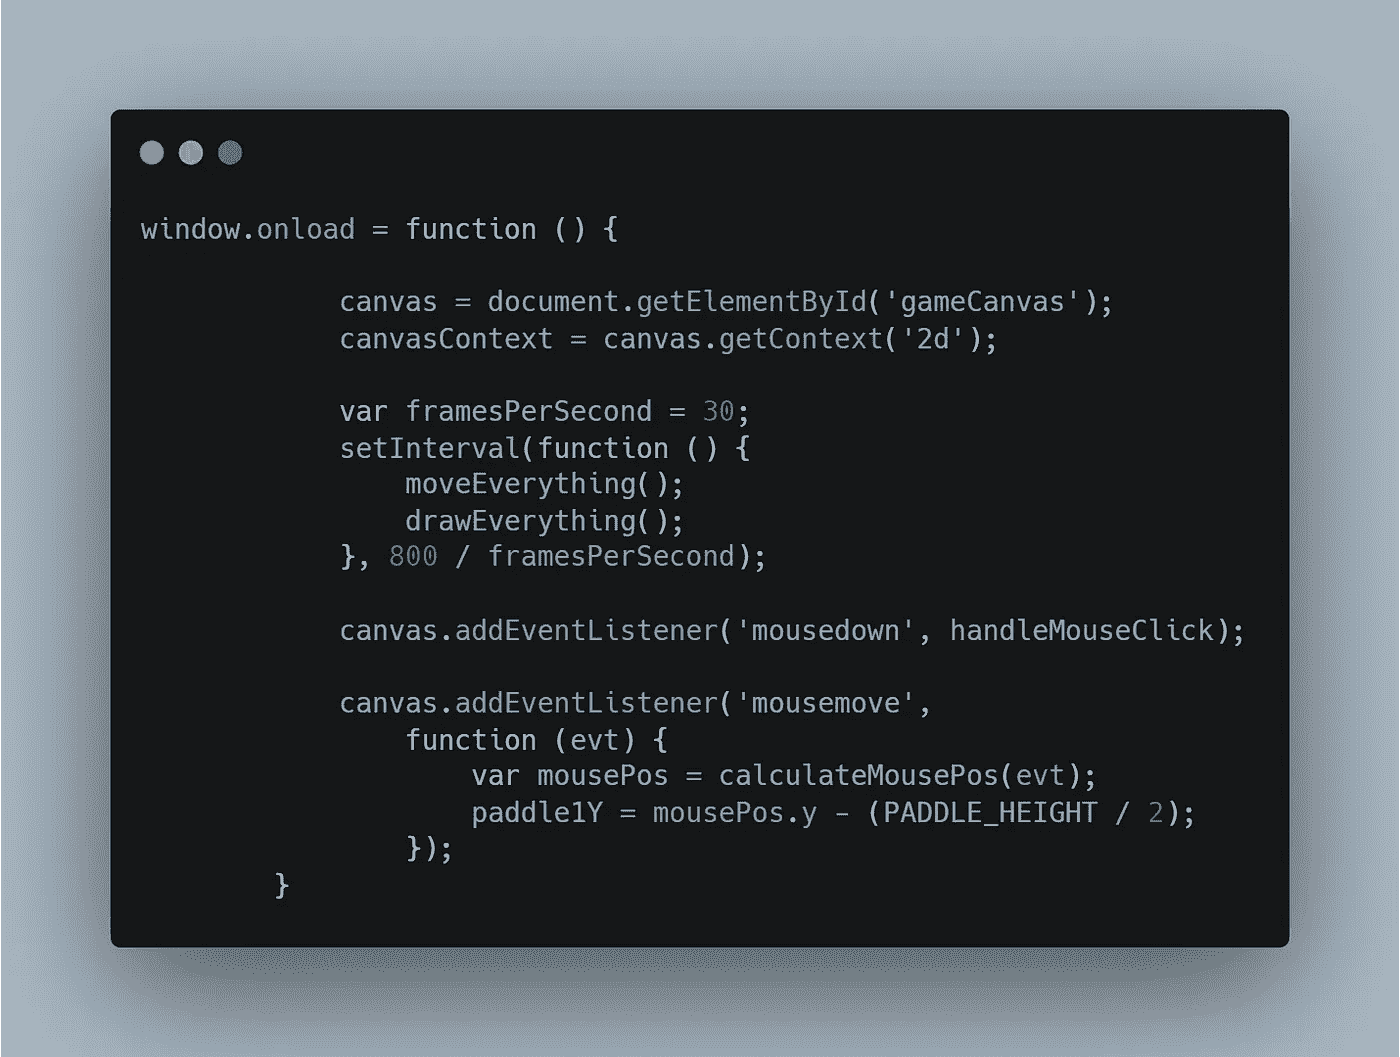 window.onload = function () {
canvas = document.getElementById('gameCanvas');
canvasContext = canvas.getContext('2d');
var framesPerSecond = 30;
setInterval(function () {
moveEverything();
drawEverything();
}, 800 / framesPerSecond);
canvas.addEventListener('mousedown', handleMouseClick);
canvas.addEventListener('mousemove',
function (evt) {
var mousePos = calculateMousePos(evt);
paddle1Y = mousePos.y - (PADDLE_HEIGHT / 2);
});
}